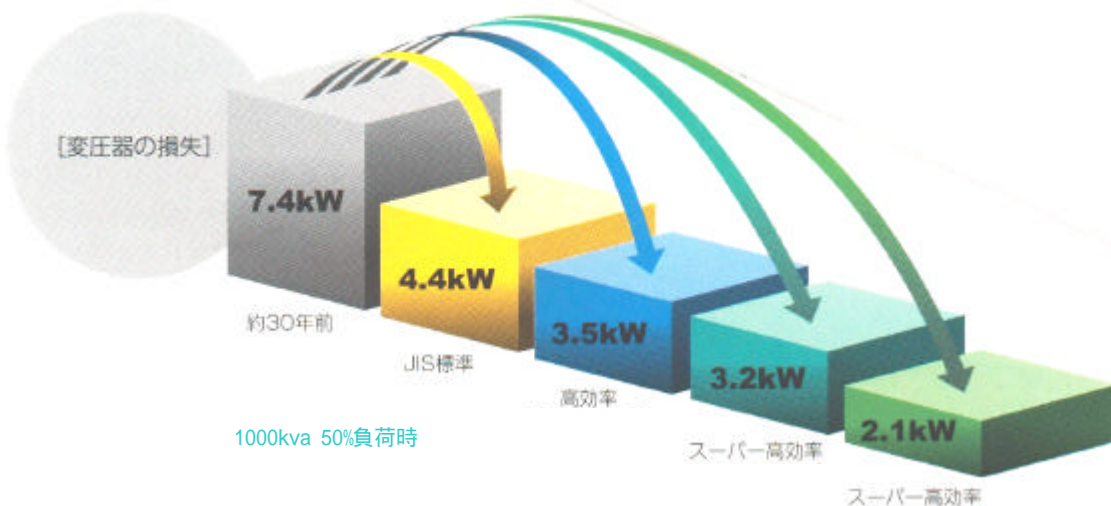 [変圧器の損失]
7.4kW
約30年前
4.4kW
JIS標準
3.5kW
高効率
3.2kW
スーパー高効率
2.1kW
スーパー高効率
1000kva 50%負荷時